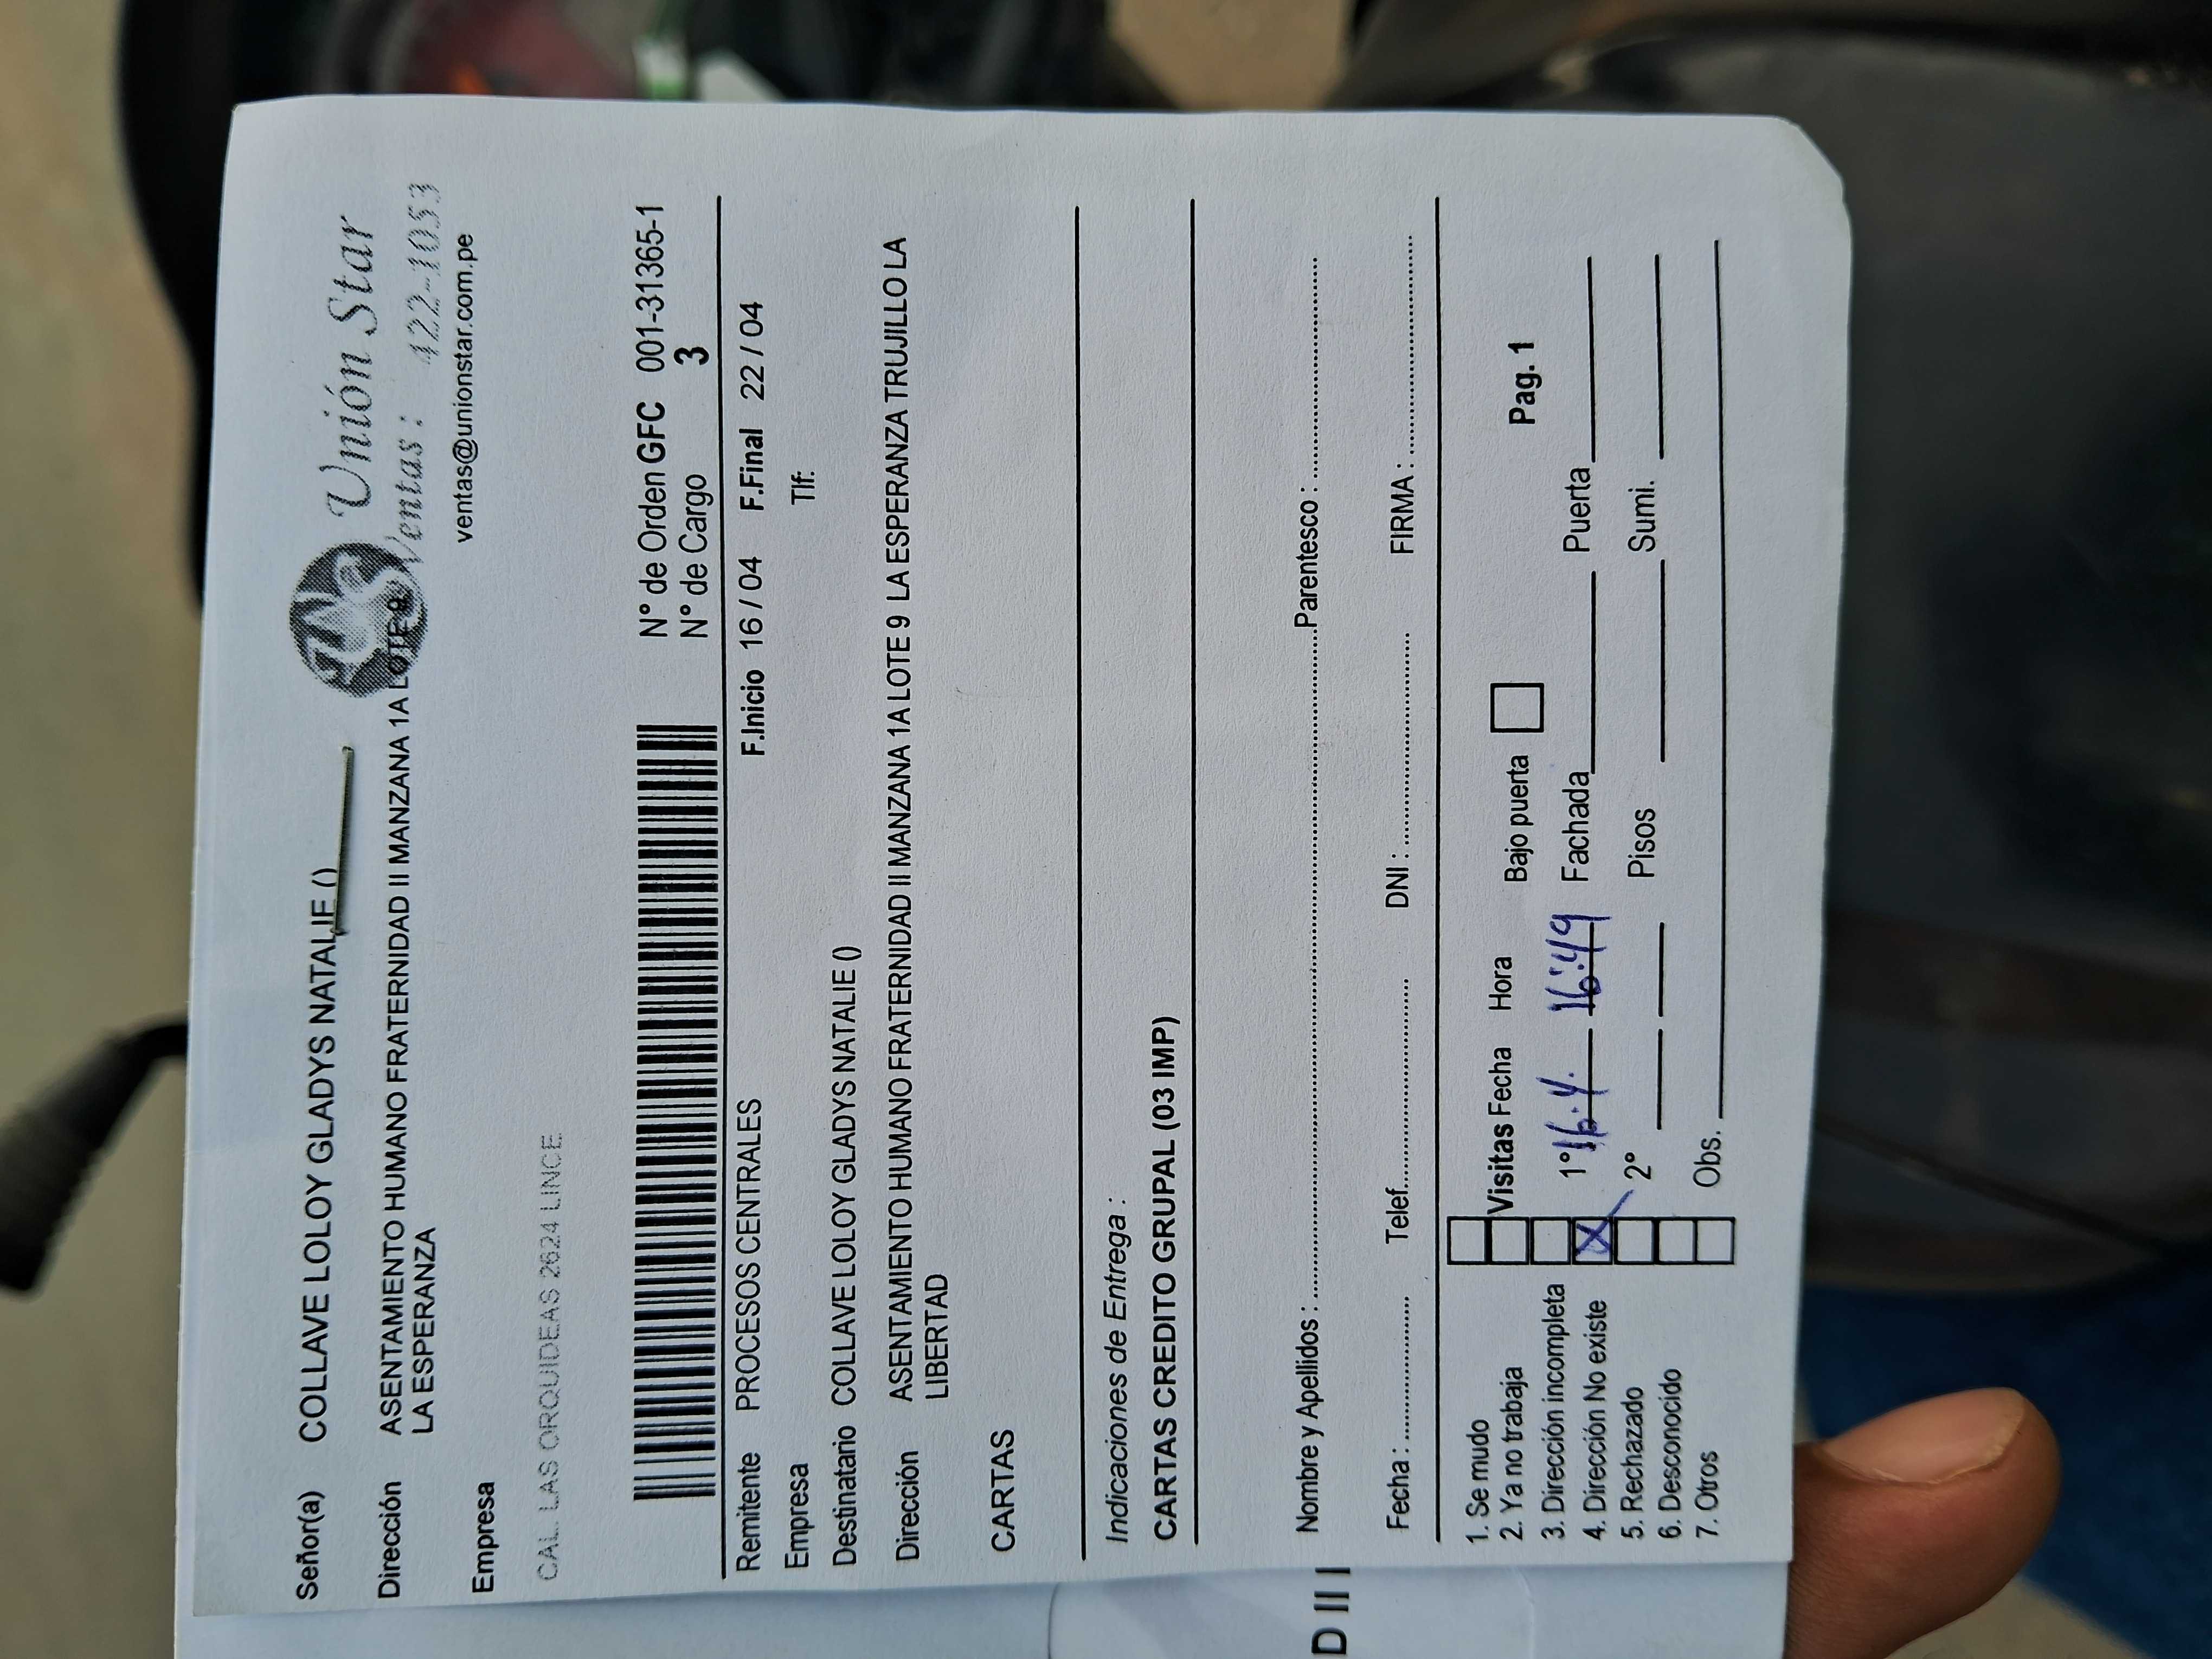 Señor(a) COLLAVE LOLOY GLADYS NATALIE ()
Unión Star
Ventas : 422-1053
ventas@unionstar.com.pe
Dirección ASENTAMIENTO HUMANO FRATERNIDAD II MANZANA 1A LOTE 9
LA ESPERANZA
Empresa
CAL. LAS ORQUIDEAS 2624 LINCE.
N° de Orden GFC 001-31365-1
N° de Cargo 3
Remitente PROCESOS CENTRALES F.Inicio 16 / 04 F.Final 22 / 04
Empresa Tlf:
Destinatario COLLAVE LOLOY GLADYS NATALIE ()
Dirección ASENTAMIENTO HUMANO FRATERNIDAD II MANZANA 1A LOTE 9 LA ESPERANZA TRUJILLO LA
LIBERTAD
CARTAS
Indicaciones de Entrega :
CARTAS CREDITO GRUPAL (03 IMP)
Nombre y Apellidos : Parentesco :
Fecha : Telef. DNI : FIRMA :
1. Se mudo
2. Ya no trabaja Visitas Fecha Hora Bajo puerta Pag. 1
3. Dirección incompleta
4. Dirección No existe X 1° 16.4. 16:49 Fachada Puerta
5. Rechazado 2° Pisos Sumi.
6. Desconocido
7. Otros Obs.
D II